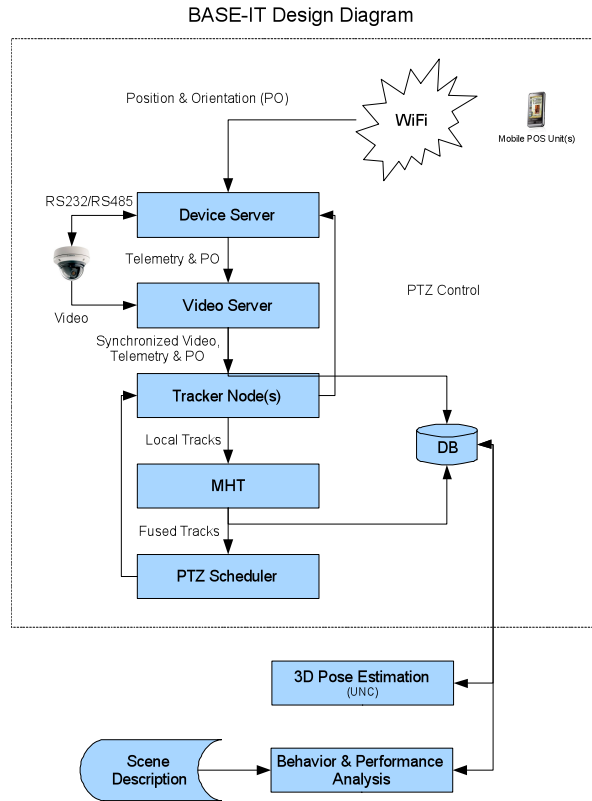 BASE-IT Design Diagram
Position & Orientation (PO)
WiFi
Mobile POS Unit(s)
RS232/RS485
Device Server
Telemetry & PO
PTZ Control
Video Server
Video
Synchronized Video,
Telemetry & PO
Tracker Node(s)
Local Tracks
DB
MHT
Fused Tracks
PTZ Scheduler
3D Pose Estimation
(UNC)
Scene
Description
Behavior & Performance
Analysis